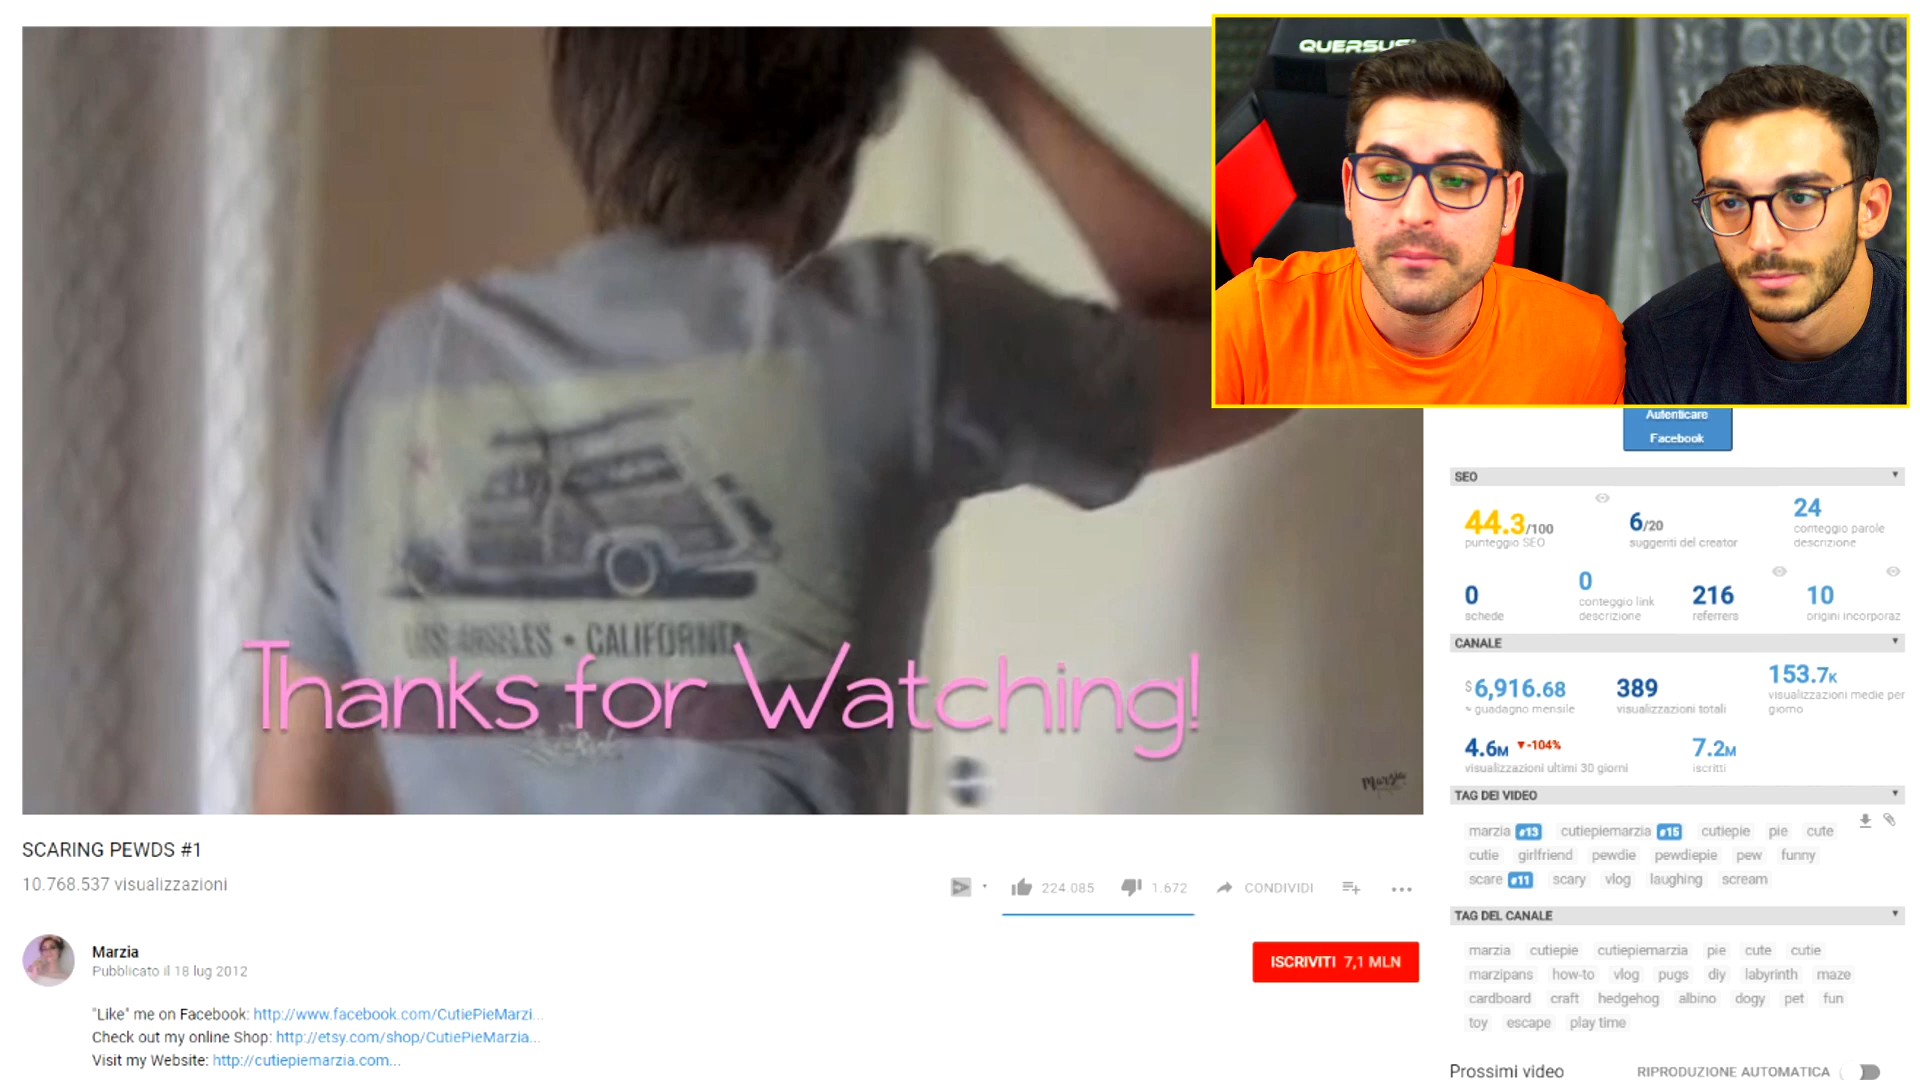 QUERSUS
LOS ANGELES • CALIFORNIA
Thanks for Watching!
Marzia
SCARING PEWDS #1
10.768.537 visualizzazioni
224.085
1.672
CONDIVIDI
Marzia
Pubblicato il 18 lug 2012
ISCRIVITI 7,1 MLN
"Like" me on Facebook: http://www.facebook.com/CutiePieMarzi...
Check out my online Shop: http://etsy.com/shop/CutiePieMarzia...
Visit my Website: http://cutiepiemarzia.com...
Autenticare
Facebook
SEO
44.3/100
punteggio SEO
6/20
suggeriti del creator
24
conteggio parole
descrizione
0
schede
0
conteggio link
descrizione
216
referrers
10
origini incorporaz
CANALE
$6,916.68
guadagno mensile
389
visualizzazioni totali
153.7K
visualizzazioni medie per
giorno
4.6M ▼-104%
visualizzazioni ultimi 30 giorni
7.2M
iscritti
TAG DEI VIDEO
marzia #13 cutiepiemarzia #15 cutiepie pie cute
cutie girlfriend pewdie pewdiepie pew funny
scare #11 scary vlog laughing scream
TAG DEL CANALE
marzia cutiepie cutiepiemarzia pie cute cutie
marzipans how-to vlog pugs diy labyrinth maze
cardboard craft hedgehog albino dogy pet fun
toy escape play time
Prossimi video RIPRODUZIONE AUTOMATICA